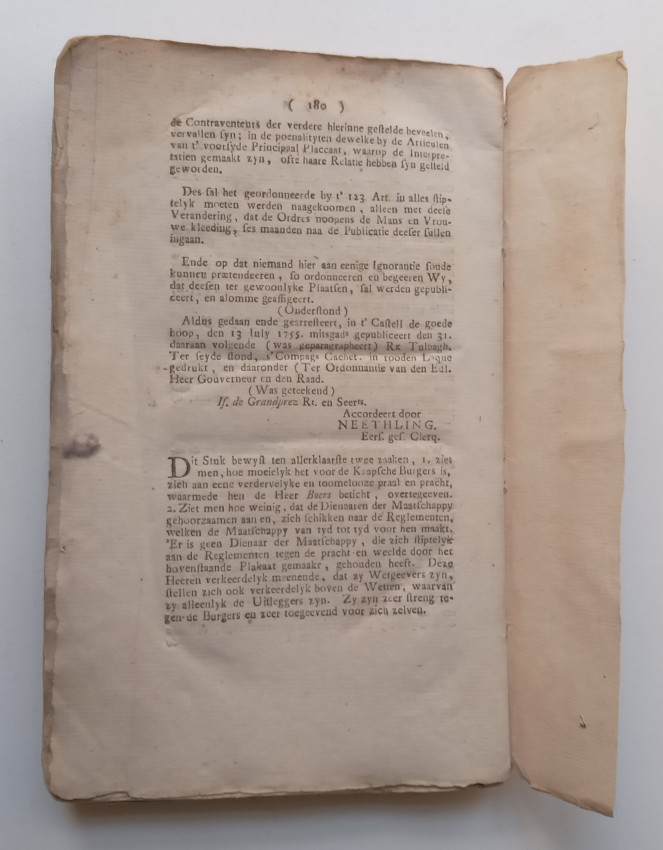 ( 180 )
de Contraventeurs der verdere hierinne gestelde beveelen,
vervallen syn; in de poenaliteyten dewelke by de Articulen
van t' voorsyde Principaal Placcaat, waarop de Interpre-
tatien gemaakt zyn, ofte haare Relatie hebben syn gesteld
geworden.
Des sal het geordonneerde by t' 123 Art. in alles stip-
telyk moeten werden naagekoomen, alleen met deese
Verandering, dat de Ordres noopens de Mans en Vrou-
we kleeding, ses maanden naa de Publicatie deeser sullen
ingaan.
Ende op dat niemand hier aan eenige Ignorantie soude
kunnen prætendeeren, so ordonneeren en begeeren Wy,
dat deesen ter gewoonlyke Plaatsen, sal werden gepubli-
ceert, en alomme geaffigeert.
(Onderstond)
Aldus gedaan ende gearresteert, in t' Castell de goede
hoop, den 13 July 1755. mitsgads gepubliceert den 31.
daaraan volgende (was geparagrapheert) Rk Tulbagh.
Ter seyde stond, s'Compags Cachet. in rooden Laque
gedrukt, en daaronder (Ter Ordonnantie van den Edl.
Heer Gouverneur en den Raad.
(Was geteekend)
Js. de Grandprez Rt. en Seerts.
Accordeert door
NEETHLING.
Eers. ges. Clerq.
Dit Stuk bewyst ten allerklaarste twee zaaken, 1. ziet
men, hoe moeielyk het voor de Kaapsche Burgers is,
zich aan eene verdervelyke en toomelooze praal en pracht,
waarmede hen de Heer Boers beticht, overtegeeven.
2. Ziet men hoe weinig, dat de Dienaaren der Maatschappy
gehoorzaamen aan en, zich schikken naar de Reglementen,
welken de Maatschappy van tyd tot tyd voor hen maakt.
'Er is geen Dienaar der Maatschappy, die zich stiptelyk
aan de Reglementen tegen de pracht en weelde door het
bovenstaande Plakaat gemaakt, gehouden heeft. Deze
Heeren verkeerdelyk meenende, dat zy Wetgeevers zyn,
stellen zich ook verkeerdelyk boven de Wetten, waarvan
zy alleenlyk de Uitleggers zyn. Zy zyn zeer streng te-
gen de Burgers en zeer toegeevend voor zich zelven.